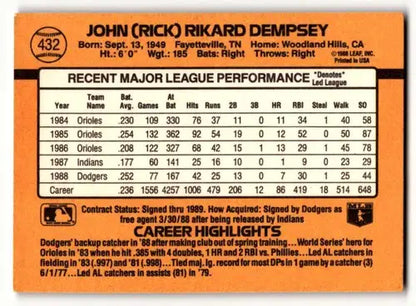 432
JOHN (RICK) RIKARD DEMPSEY
Born: Sept. 13, 1949 Fayetteville, TN Home: Woodland Hills, CA
Ht.: 6'0" Wgt.: 185 Bats: Right Throws: Right
©1988 LEAF, INC.
Printed in USA
RECENT MAJOR LEAGUE PERFORMANCE *Denotes Led League
Year Team Name Bat. Avg. Games At Bat Hits Runs 2B 3B HR RBI Steal Walk SO
1984 Orioles .230 109 330 76 37 11 0 11 34 1 40 58
1985 Orioles .254 132 362 92 54 19 0 12 52 0 50 87
1986 Orioles .208 122 327 68 42 15 1 13 29 1 45 78
1987 Indians .177 60 141 25 16 10 0 1 9 0 23 29
1988 Dodgers .251 77 167 42 25 13 0 7 30 1 25 44
Career .236 1556 4257 1006 479 206 12 86 419 18 514 648
Contract Status: Signed thru 1989. How Acquired: Signed by Dodgers as
free agent 3/30/88 after being released by Indians
CAREER HIGHLIGHTS
Dodgers' backup catcher in '88 after making club out of spring training...World Series' hero
for Orioles in '83 when he hit .385 with 4 doubles, 1 HR and 2 RBI vs. Phillies...Led AL catchers in
fielding in '83 (.997) and '81 (.998)...Tied maj. lg. record for most DPs in 1 game by a catcher (3)
6/1/77...Led AL catchers in assists (81) in '79.